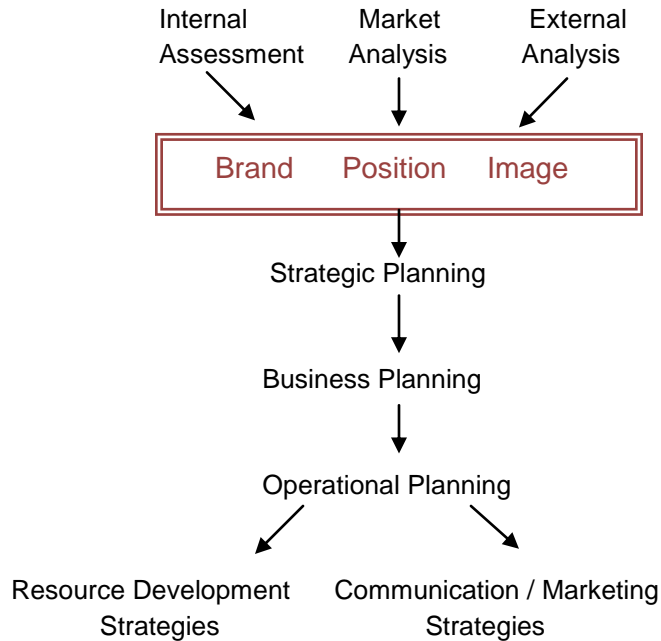 Internal Assessment
Market Analysis
External Analysis
Brand Position Image
Strategic Planning
Business Planning
Operational Planning
Resource Development Strategies
Communication / Marketing Strategies